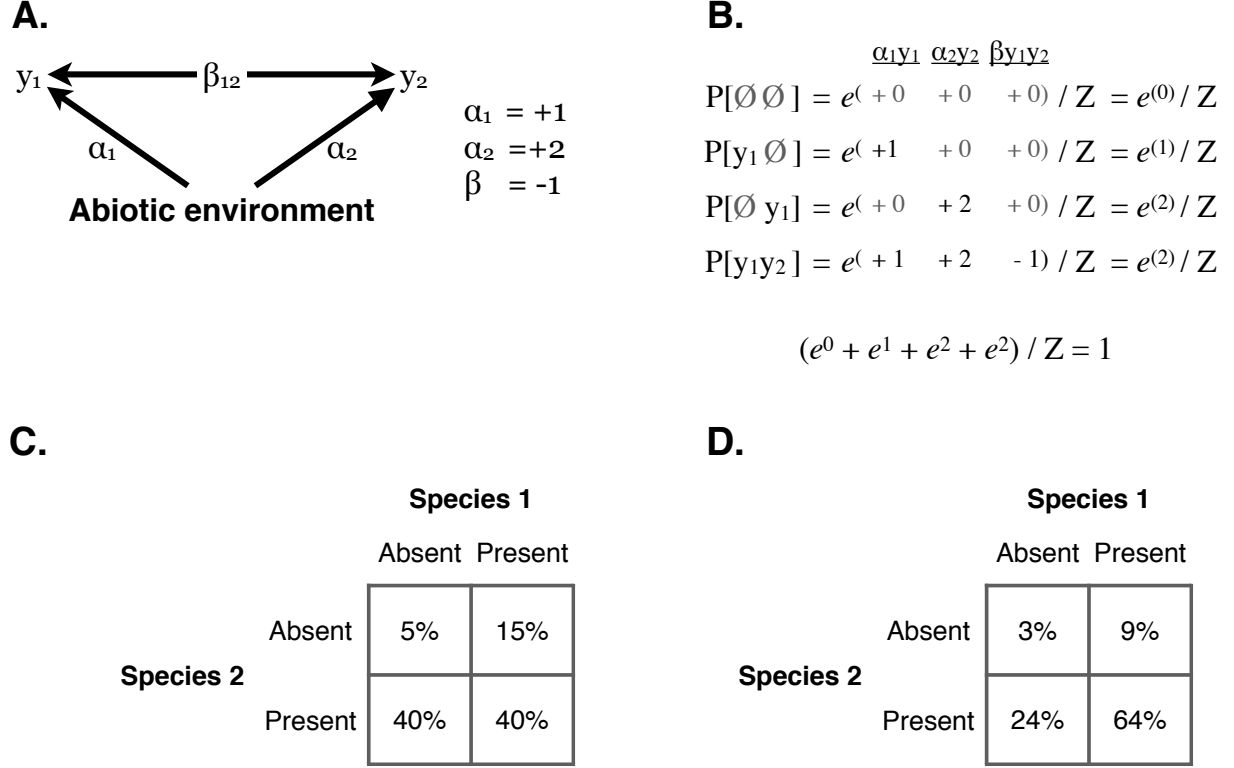 A.
y₁ β₁₂ y₂
α₁ α₂
Abiotic environment
α₁ = +1
α₂ =+2
β = -1
B.
α₁y₁ α₂y₂ βy₁y₂
P[Ø Ø ] = e( + 0 + 0 + 0) / Z = e⁽⁰⁾ / Z
P[y₁ Ø ] = e( +1 + 0 + 0) / Z = e⁽¹⁾ / Z
P[Ø y₁] = e( + 0 + 2 + 0) / Z = e⁽²⁾ / Z
P[y₁y₂ ] = e( + 1 + 2 - 1) / Z = e⁽²⁾ / Z
(e⁰ + e¹ + e² + e²) / Z = 1
C.
Species 1
Absent Present
Absent 5% 15%
Species 2
Present 40% 40%
D.
Species 1
Absent Present
Absent 3% 9%
Species 2
Present 24% 64%